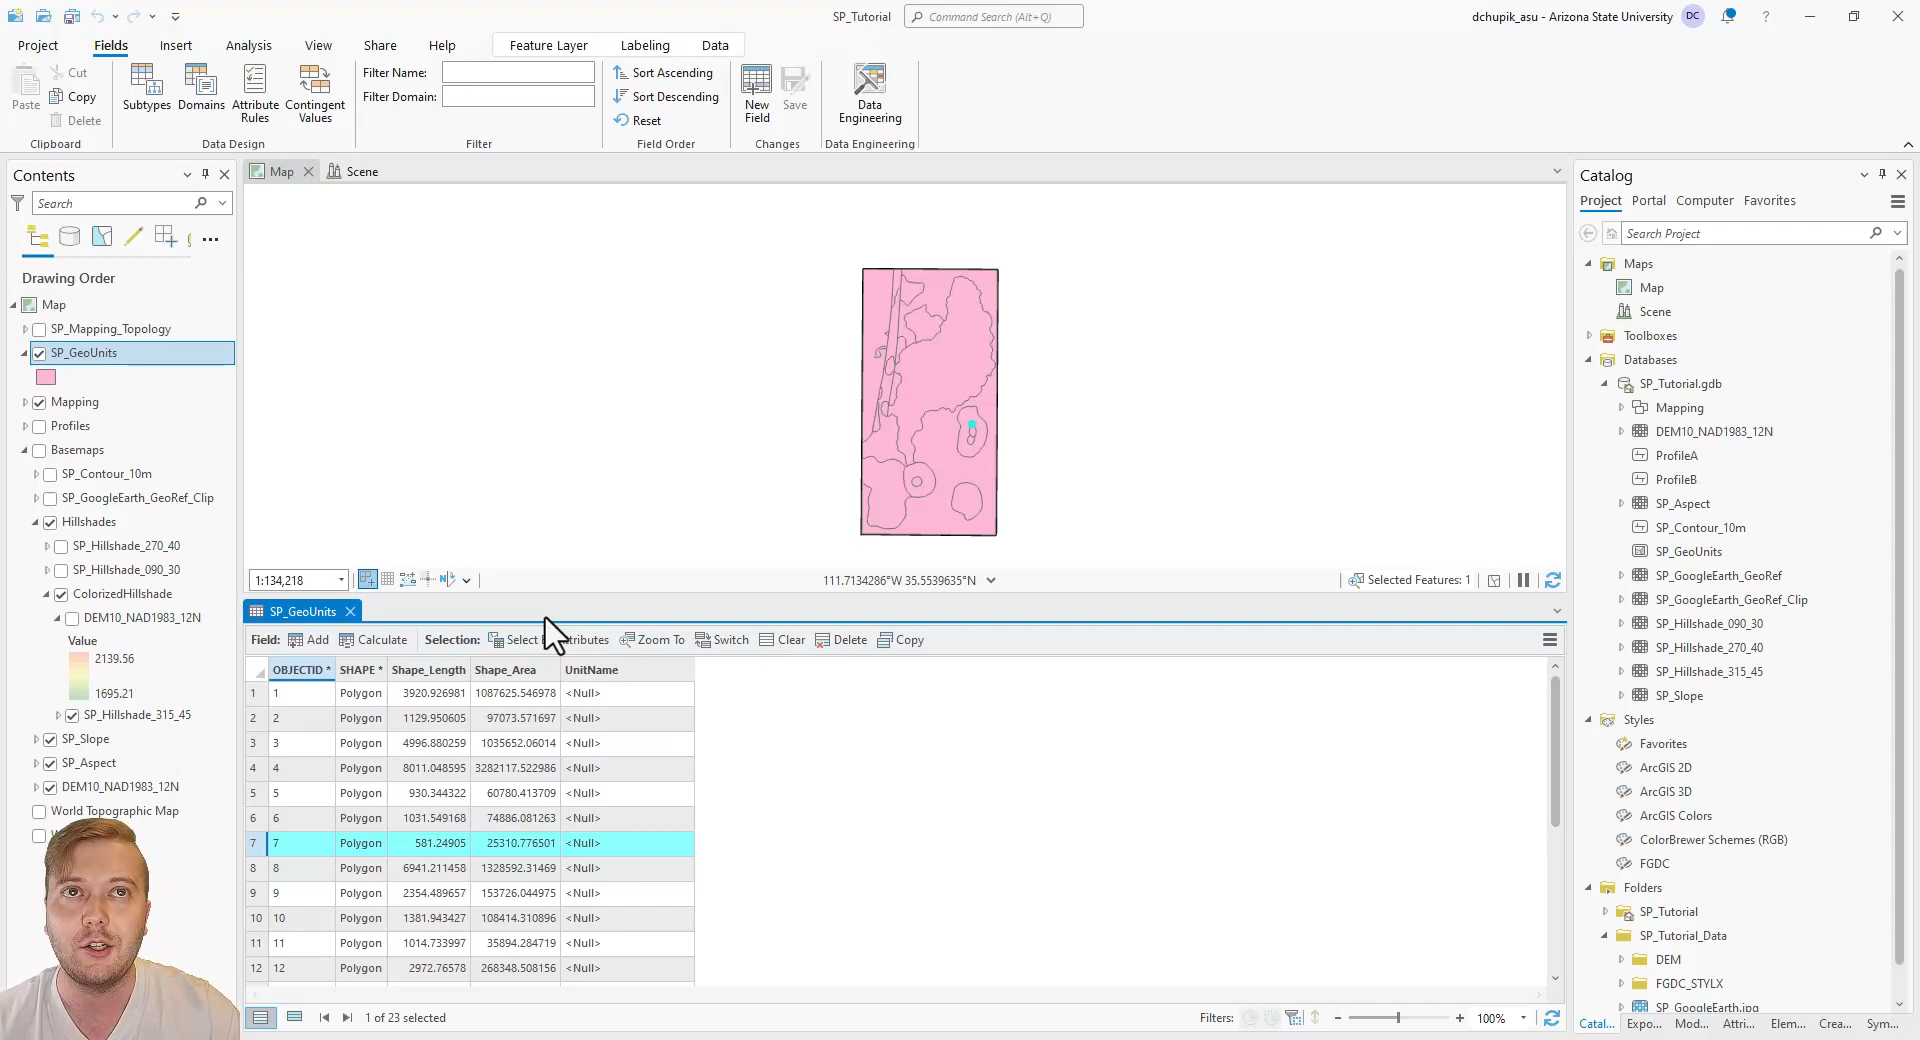 SP_Tutorial
Command Search (Alt+Q)
dchupik_asu - Arizona State University
DC
?
Project
Fields
Insert
Analysis
View
Share
Help
Feature Layer
Labeling
Data
Paste
Cut
Copy
Delete
Clipboard
Subtypes
Domains
Attribute Rules
Contingent Values
Data Design
Filter Name:
Filter Domain:
Filter
Sort Ascending
Sort Descending
Reset
Field Order
New Field
Save
Changes
Data Engineering
Data Engineering
Contents
Search
Drawing Order
Map
SP_Mapping_Topology
SP_GeoUnits
Mapping
Profiles
Basemaps
SP_Contour_10m
SP_GoogleEarth_GeoRef_Clip
Hillshades
SP_Hillshade_270_40
SP_Hillshade_090_30
ColorizedHillshade
DEM10_NAD1983_12N
Value
2139.56
1695.21
SP_Hillshade_315_45
SP_Slope
SP_Aspect
DEM10_NAD1983_12N
World Topographic Map
Map
Scene
1:134,218
111.7134286°W 35.5539635°N
Selected Features: 1
SP_GeoUnits
Field: Add Calculate Selection: Select Zoom To Switch Clear Delete Copy
OBJECTID * SHAPE * Shape_Length Shape_Area UnitName
1 1 Polygon 3920.926981 1087625.546978 <Null>
2 2 Polygon 1129.950605 97073.571697 <Null>
3 3 Polygon 4996.880259 1035652.06014 <Null>
4 4 Polygon 8011.048595 3282117.522986 <Null>
5 5 Polygon 930.344322 60780.413709 <Null>
6 6 Polygon 1031.549168 74886.081263 <Null>
7 7 Polygon 581.24905 25310.776501 <Null>
8 8 Polygon 6941.211458 1328592.31469 <Null>
9 9 Polygon 2354.489657 153726.044975 <Null>
10 10 Polygon 1381.943427 108414.310896 <Null>
11 11 Polygon 1014.733997 35894.284719 <Null>
12 12 Polygon 2972.76578 268348.508156 <Null>
1 of 23 selected
Filters:
100%
Catalog
Project
Portal
Computer
Favorites
Search Project
Maps
Map
Scene
Toolboxes
Databases
SP_Tutorial.gdb
Mapping
DEM10_NAD1983_12N
ProfileA
ProfileB
SP_Aspect
SP_Contour_10m
SP_GeoUnits
SP_GoogleEarth_GeoRef
SP_GoogleEarth_GeoRef_Clip
SP_Hillshade_090_30
SP_Hillshade_270_40
SP_Hillshade_315_45
SP_Slope
Styles
Favorites
ArcGIS 2D
ArcGIS 3D
ArcGIS Colors
ColorBrewer Schemes (RGB)
FGDC
Folders
SP_Tutorial
SP_Tutorial_Data
DEM
FGDC_STYLX
SP_GoogleEarth.jpg
Catal... Expo... Mod... Attri... Elem... Crea... Sym...